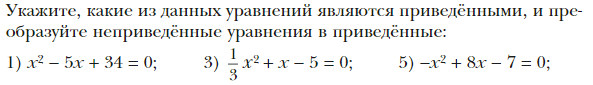 Укажите, какие из данных уравнений являются приведёнными, и пре-
образуйте неприведённые уравнения в приведённые:
1) x² − 5x + 34 = 0; 3) 1/3 x² + x − 5 = 0; 5) −x² + 8x − 7 = 0;